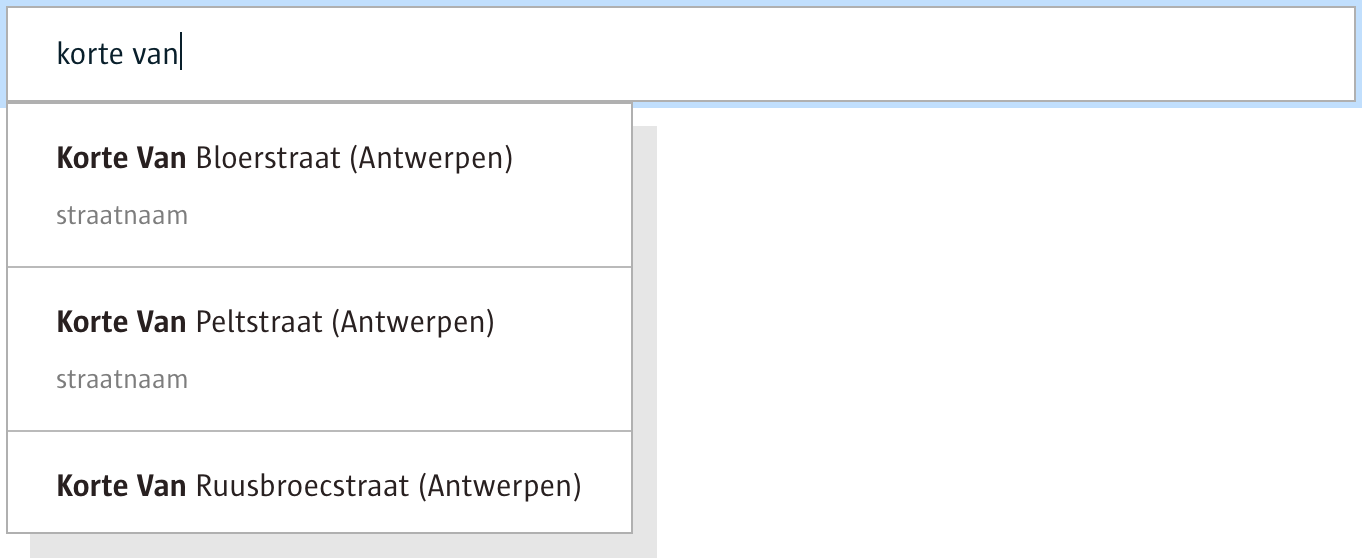 korte van
Korte Van Bloerstraat (Antwerpen)
straatnaam
Korte Van Peltstraat (Antwerpen)
straatnaam
Korte Van Ruusbroecstraat (Antwerpen)